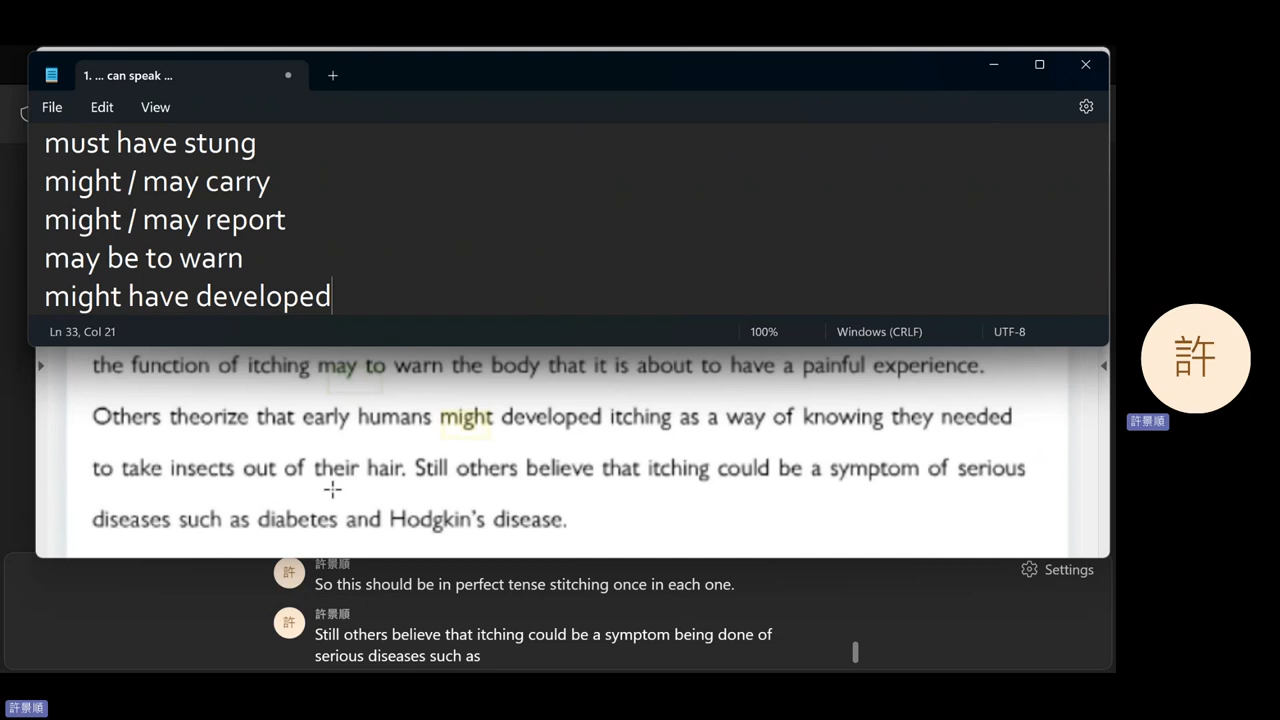 1. ... can speak ...
File Edit View
must have stung
might / may carry
might / may report
may be to warn
might have developed
Ln 33, Col 21 100% Windows (CRLF) UTF-8
the function of itching may to warn the body that it is about to have a painful experience.
Others theorize that early humans might developed itching as a way of knowing they needed
to take insects out of their hair. Still others believe that itching could be a symptom of serious
diseases such as diabetes and Hodgkin's disease.
許
許景順
許 許景順
So this should be in perfect tense stitching once in each one.
Settings
許 許景順
Still others believe that itching could be a symptom being done of
serious diseases such as
許景順